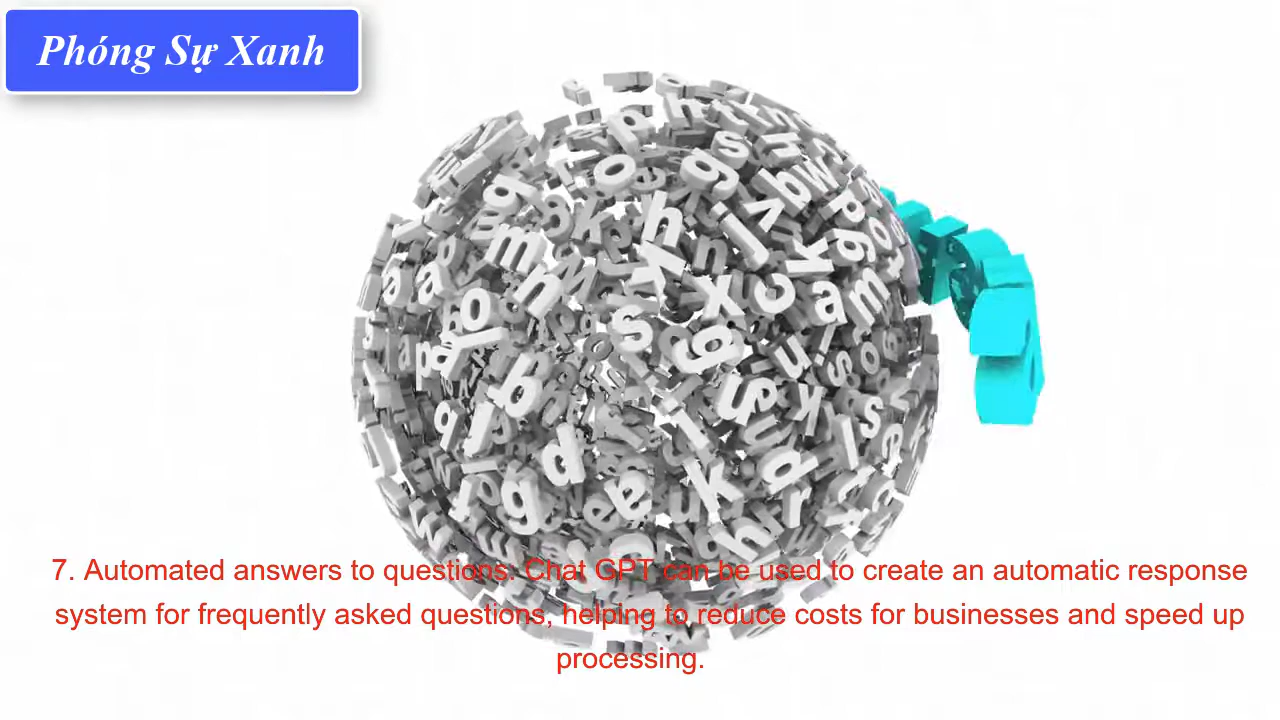 Phóng Sự Xanh
7. Automated answers to questions: Chat GPT can be used to create an automatic response
system for frequently asked questions, helping to reduce costs for businesses and speed up
processing.